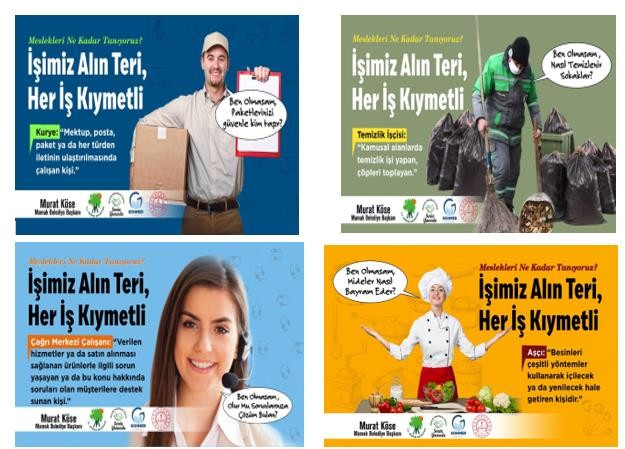 Meslekleri Ne Kadar Tanıyoruz?
İşimiz Alın Teri,
Her İş Kıymetli
Ben Olmasam,
Paketlerinizi
güvenle kim taşır?
Kurye: “Mektup, posta,
paket ya da her türden
iletinin ulaştırılmasında
çalışan kişi.”
Murat Köse
Mamak Belediye Başkanı
Meslekleri Ne Kadar Tanıyoruz?
İşimiz Alın Teri,
Her İş Kıymetli
Ben Olmasam,
Nasıl Temizlenir
Sokaklar?
Temizlik İşçisi:
“Kamusal alanlarda
temizlik işi yapan,
çöpleri toplayan.”
Murat Köse
Mamak Belediye Başkanı
Meslekleri Ne Kadar Tanıyoruz?
İşimiz Alın Teri,
Her İş Kıymetli
Çağrı Merkezi Çalışanı: “Verilen
hizmetler ya da satın alınması
sağlanan ürünlerle ilgili sorun
yaşayan ya da bu konu hakkında
soruları olan müşterilere destek
sunan kişi.”
Ben Olmasam,
Olur Mu Sorularınıza
Çözüm Bulan?
Murat Köse
Mamak Belediye Başkanı
Ben Olmasam,
Mideler Nasıl
Bayram Eder?
Meslekleri Ne Kadar Tanıyoruz?
İşimiz Alın Teri,
Her İş Kıymetli
Aşçı: “Besinleri
çeşitli yöntemler
kullanarak içilecek
ya da yenilecek hale
getiren kişidir.”
Murat Köse
Mamak Belediye Başkanı